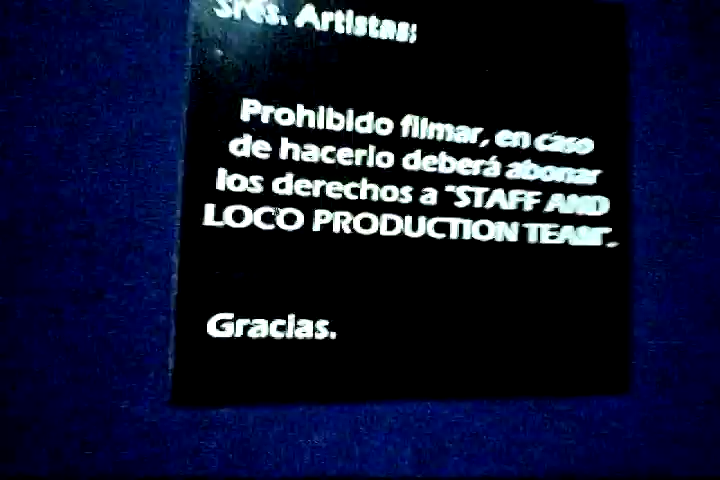 Sres. Artistas:
Prohibido filmar, en caso
de hacerlo deberá abonar
los derechos a "STAFF AND
LOCO PRODUCTION TEAM".
Gracias.